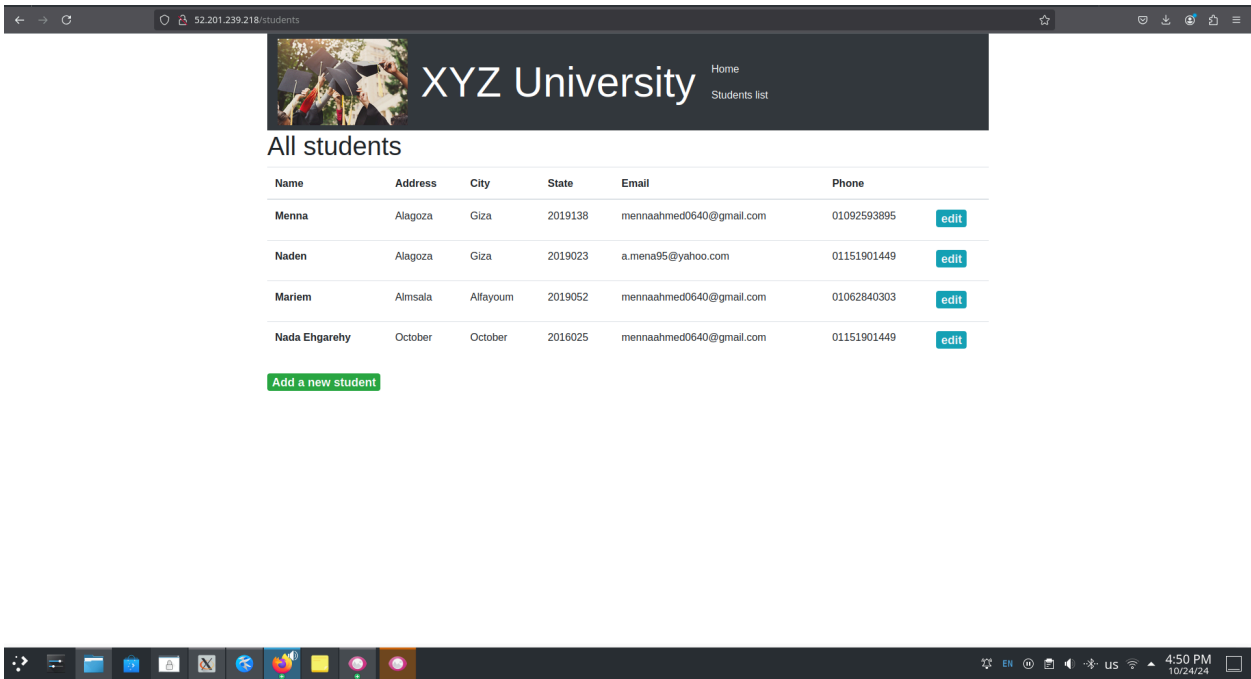 52.201.239.218/students
XYZ University
Home
Students list
All students
Name Address City State Email Phone
Menna Alagoza Giza 2019138 mennaahmed0640@gmail.com 01092593895 edit
Naden Alagoza Giza 2019023 a.mena95@yahoo.com 01151901449 edit
Mariem Almsala Alfayoum 2019052 mennaahmed0640@gmail.com 01062840303 edit
Nada Ehgarehy October October 2016025 mennaahmed0640@gmail.com 01151901449 edit
Add a new student
EN US 4:50 PM
10/24/24